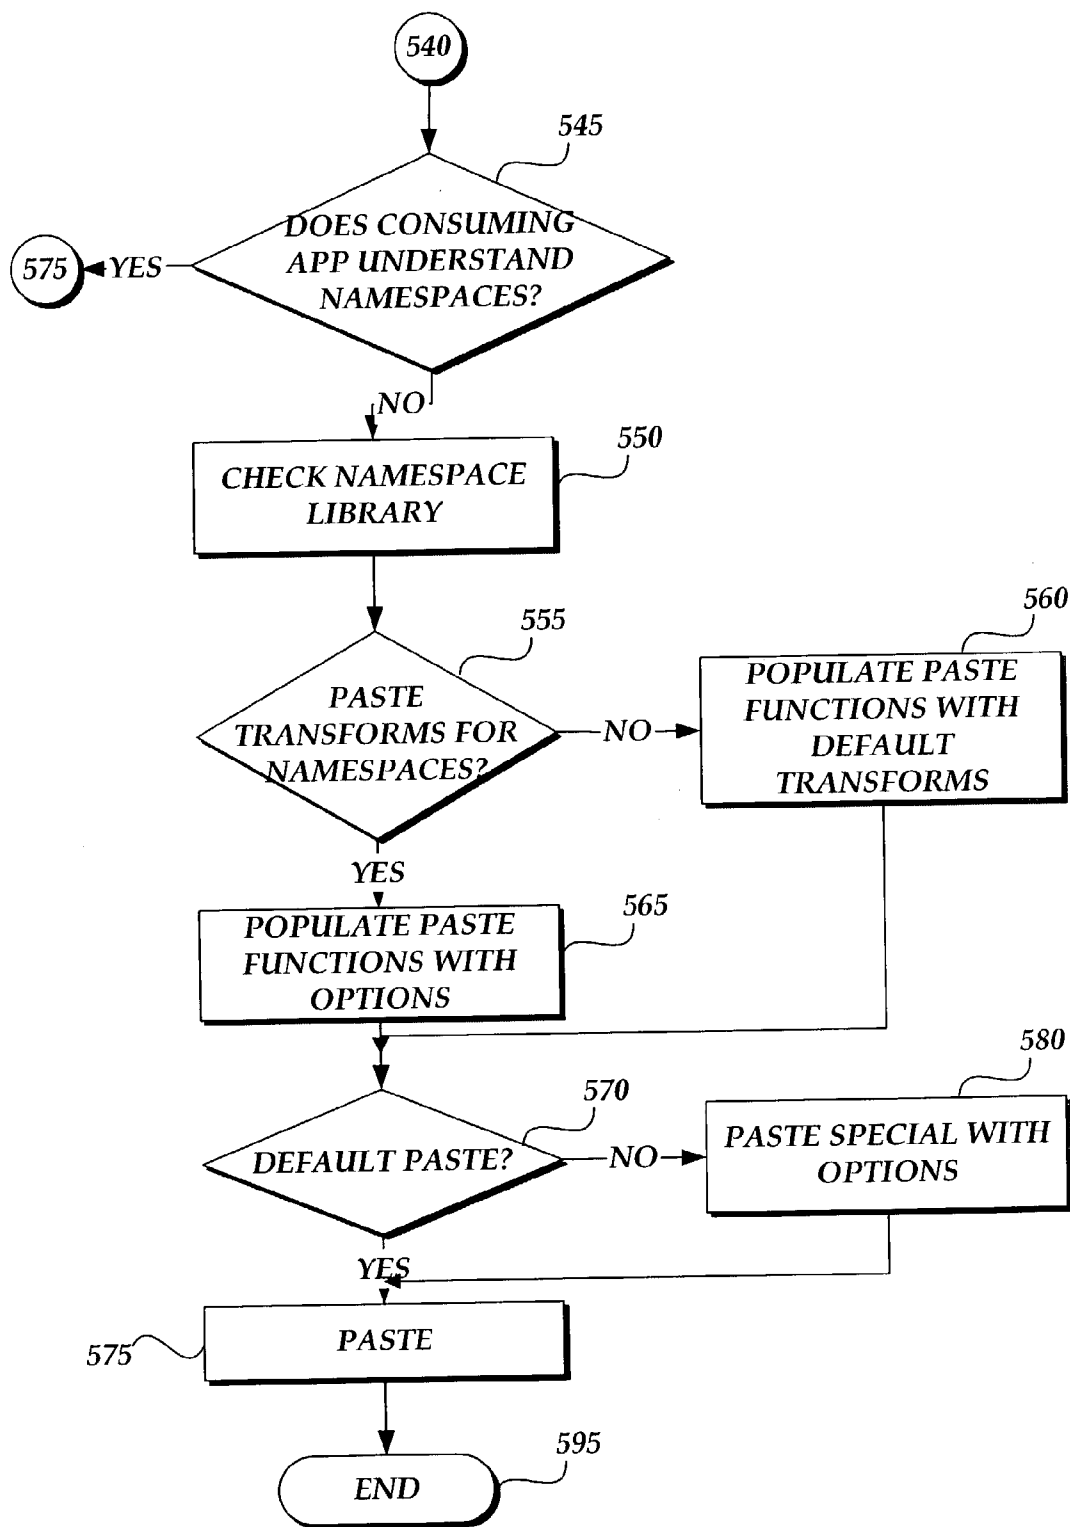 540
545
DOES CONSUMING
APP UNDERSTAND
NAMESPACES?
575
YES
NO
550
CHECK NAMESPACE
LIBRARY
555
PASTE
TRANSFORMS FOR
NAMESPACES?
NO
560
POPULATE PASTE
FUNCTIONS WITH
DEFAULT
TRANSFORMS
YES
565
POPULATE PASTE
FUNCTIONS WITH
OPTIONS
570
DEFAULT PASTE?
NO
580
PASTE SPECIAL WITH
OPTIONS
YES
575
PASTE
595
END